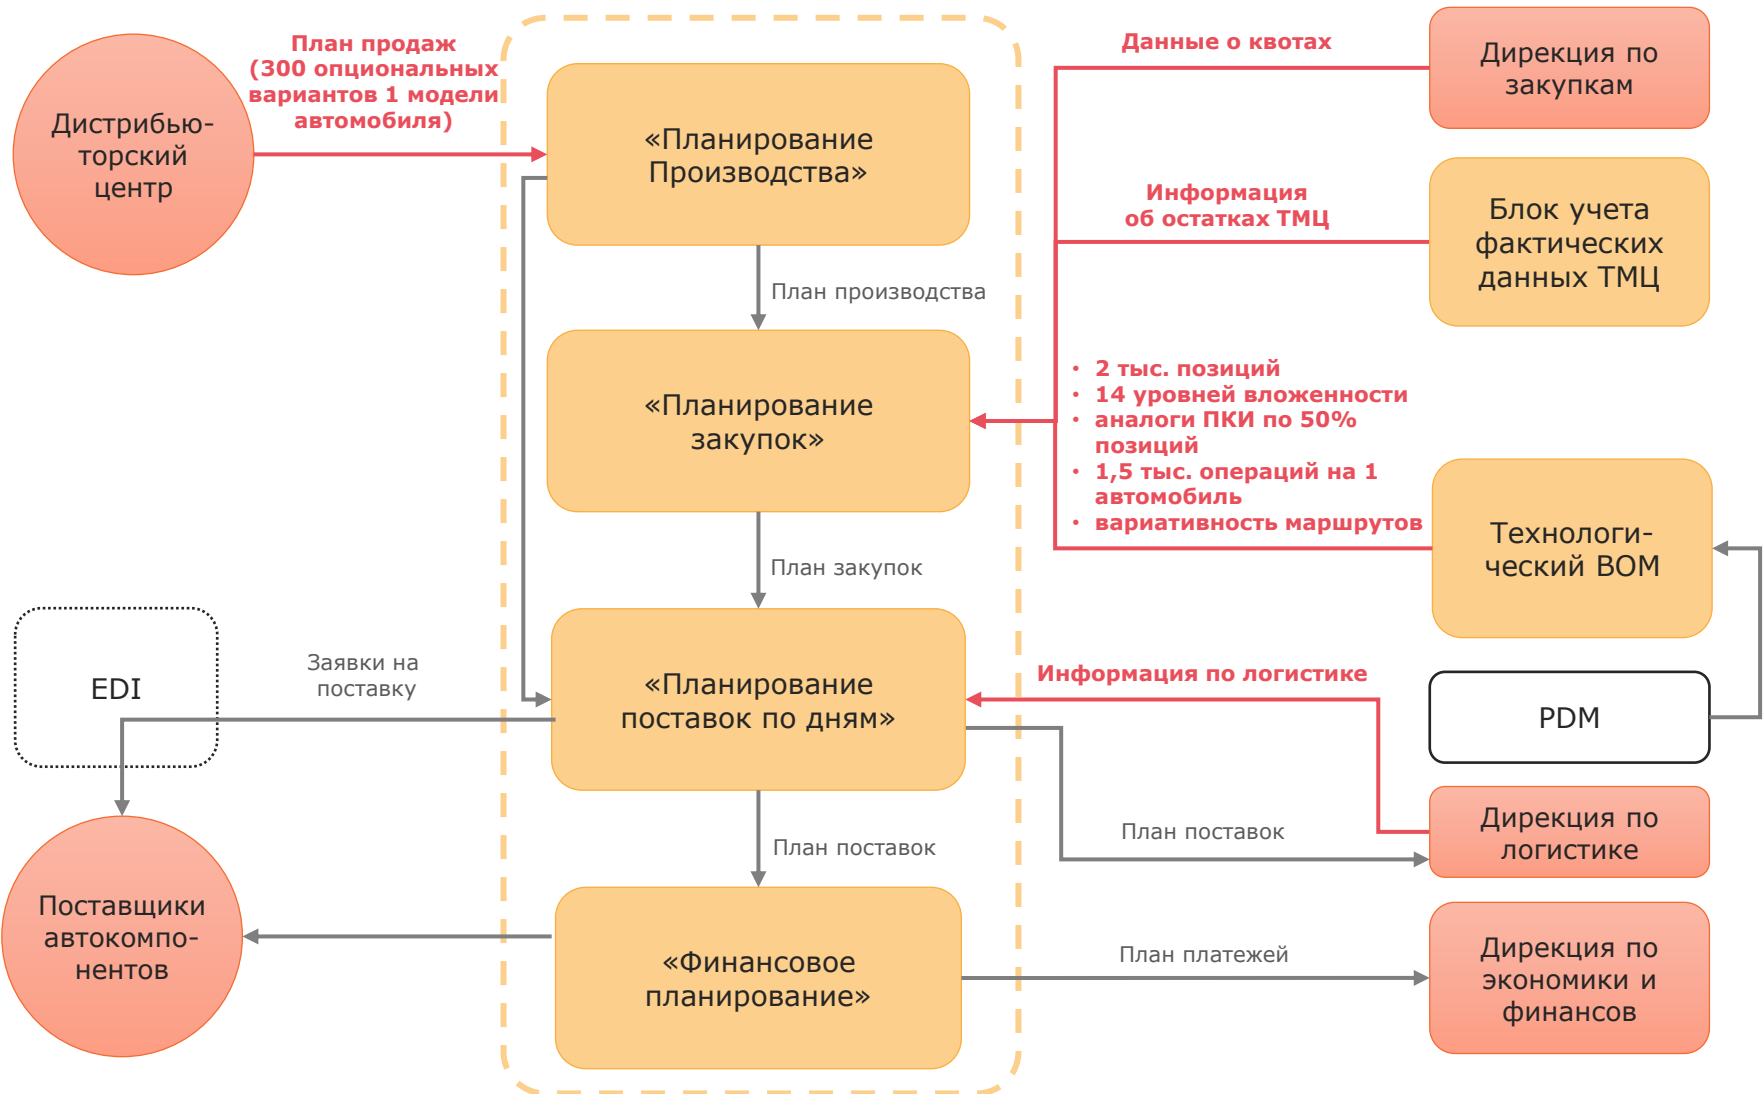 План продаж
(300 опциональных
вариантов 1 модели
автомобиля)
Данные о квотах
Дирекция по
закупкам
Дистрибью-
торский
центр
«Планирование
Производства»
Информация
об остатках ТМЦ
Блок учета
фактических
данных ТМЦ
План производства
«Планирование
закупок»
• 2 тыс. позиций
• 14 уровней вложенности
• аналоги ПКИ по 50%
позиций
• 1,5 тыс. операций на 1
автомобиль
• вариативность маршрутов
Технологи-
ческий ВОМ
План закупок
EDI
Заявки на
поставку
«Планирование
поставок по дням»
Информация по логистике
PDM
План поставок
План поставок
Дирекция по
логистике
Поставщики
автокомпо-
нентов
«Финансовое
планирование»
План платежей
Дирекция по
экономики и
финансов